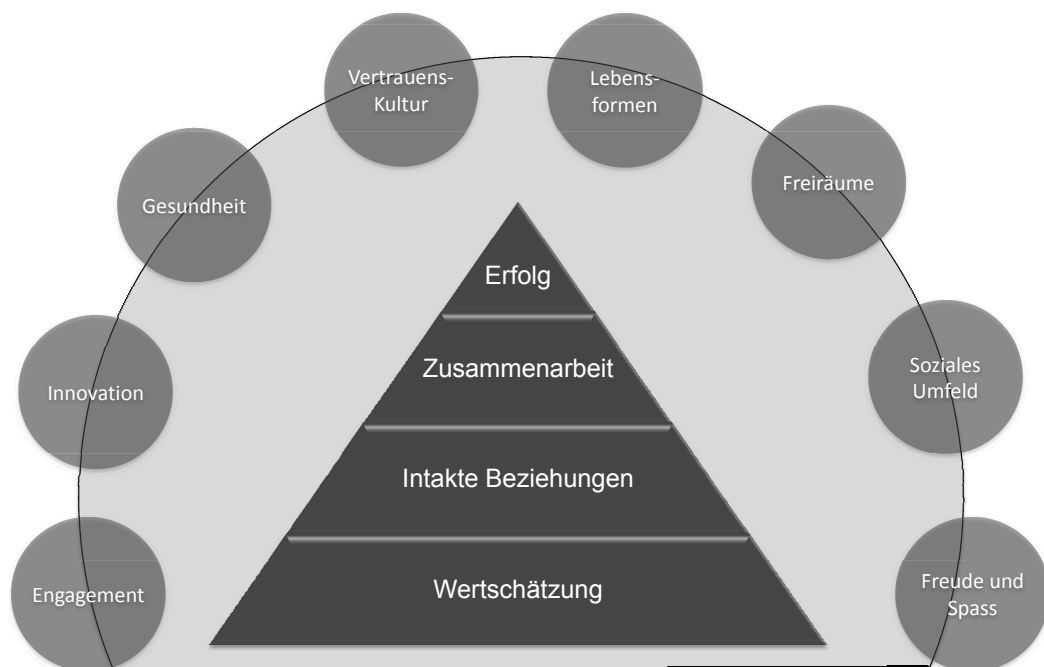 Vertrauens-
Kultur
Lebens-
formen
Gesundheit
Freiräume
Erfolg
Zusammenarbeit
Innovation
Soziales
Umfeld
Intakte Beziehungen
Engagement
Wertschätzung
Freude und
Spass